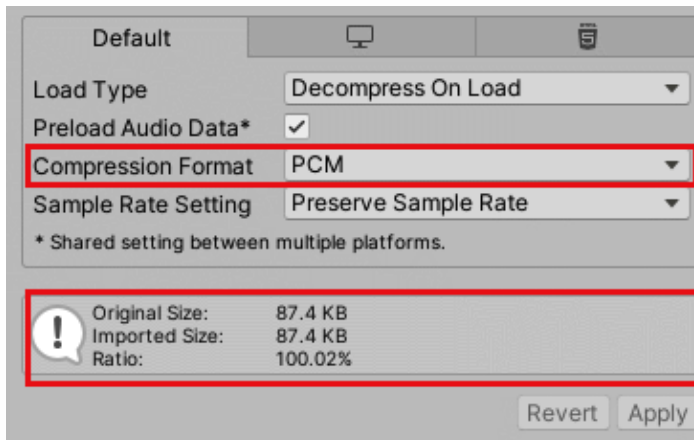 Default
Load Type Decompress On Load
Preload Audio Data*
Compression Format PCM
Sample Rate Setting Preserve Sample Rate
* Shared setting between multiple platforms.
Original Size: 87.4 KB
Imported Size: 87.4 KB
Ratio: 100.02%
Revert Apply